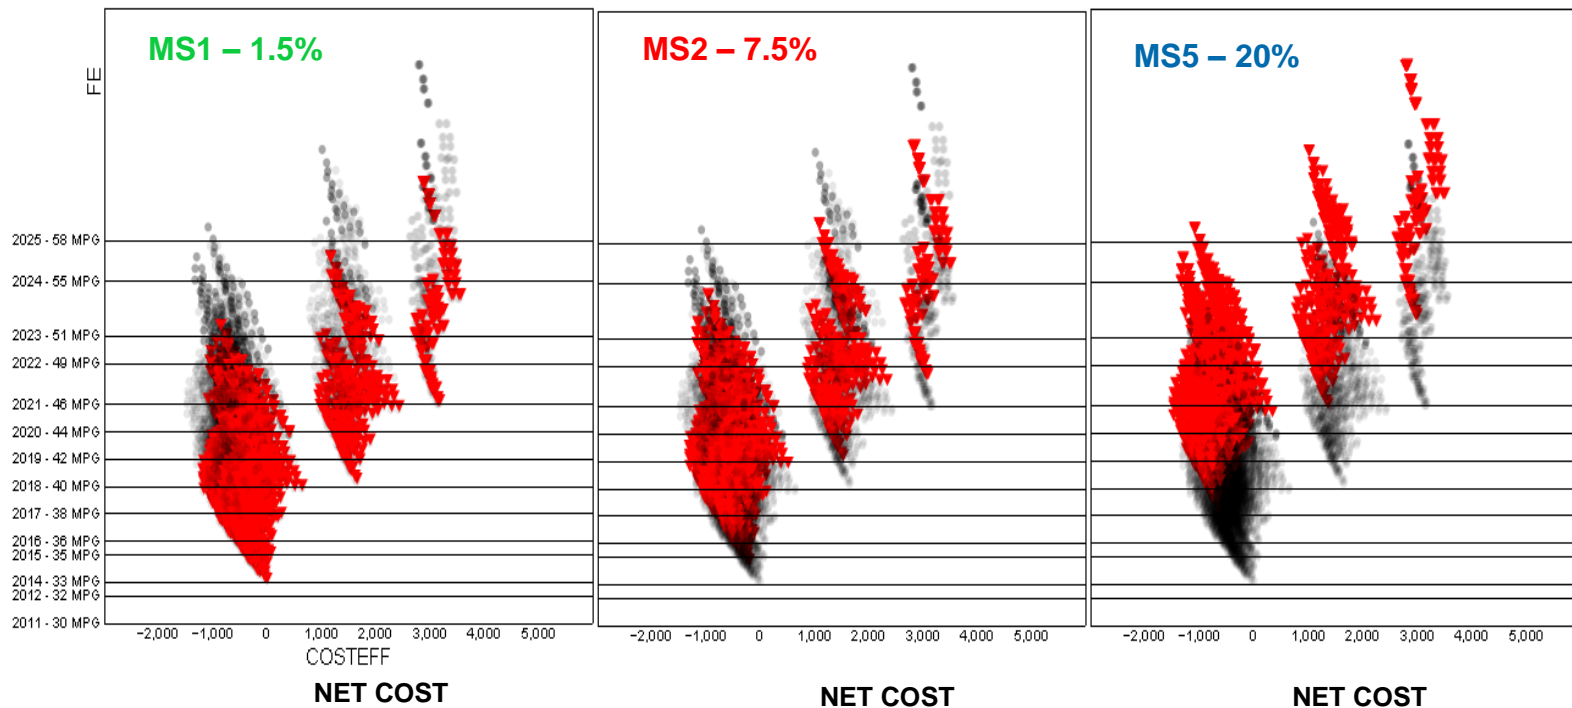 MS1 – 1.5%
MS2 – 7.5%
MS5 – 20%
FE
2025 - 58 MPG
2024 - 55 MPG
2023 - 51 MPG
2022 - 49 MPG
2021 - 46 MPG
2020 - 44 MPG
2019 - 42 MPG
2018 - 40 MPG
2017 - 38 MPG
2016 - 36 MPG
2015 - 35 MPG
2014 - 33 MPG
2012 - 32 MPG
2011 - 30 MPG
−2,000 −1,000 0 1,000 2,000 3,000 4,000 5,000
−2,000 −1,000 0 1,000 2,000 3,000 4,000 5,000
−2,000 −1,000 0 1,000 2,000 3,000 4,000 5,000
COSTEFF
NET COST
NET COST
NET COST